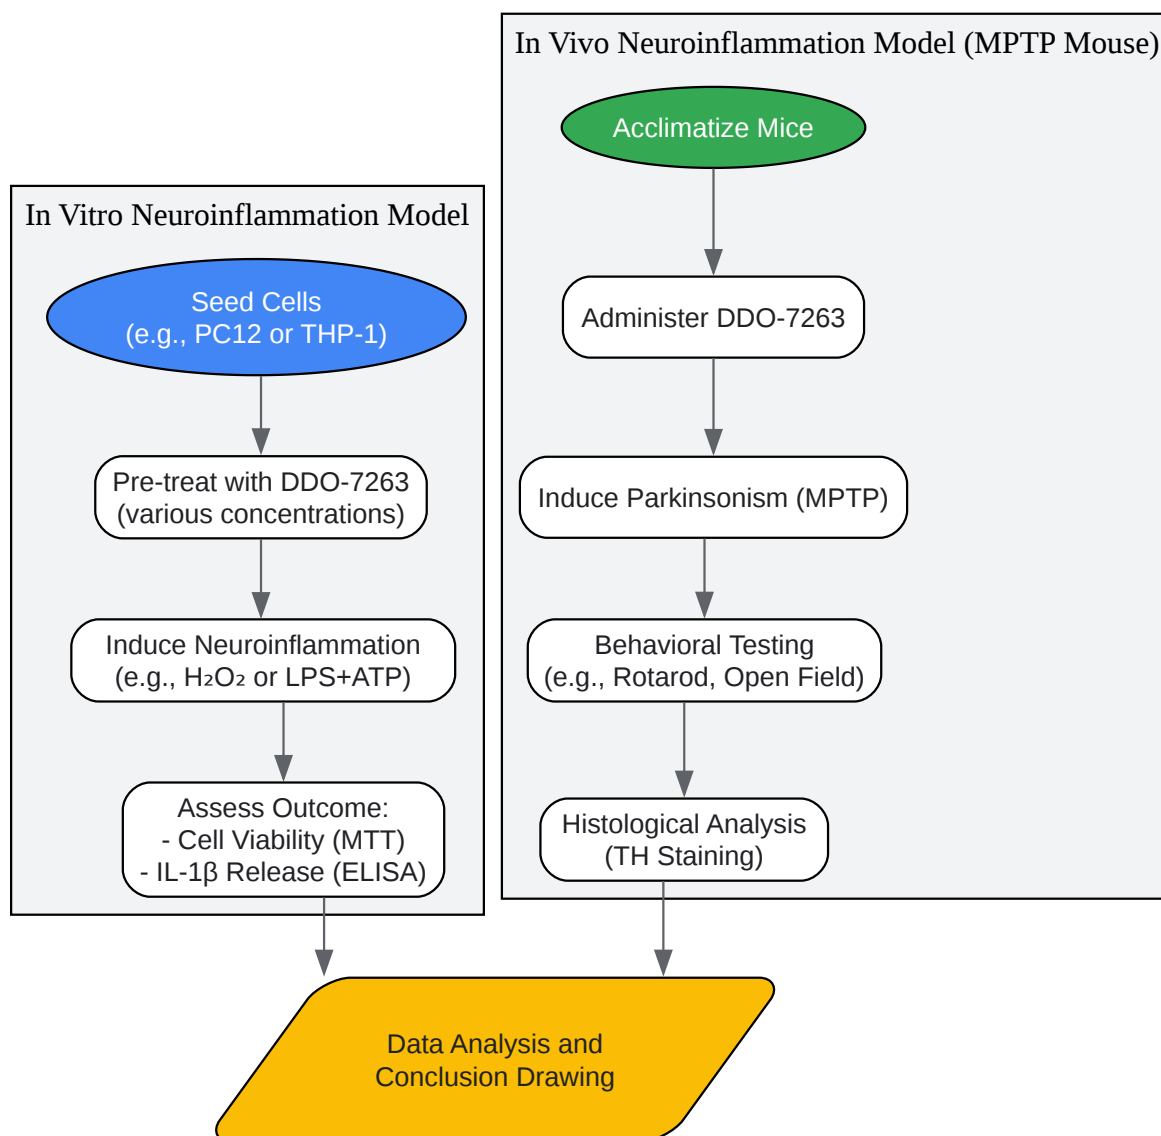 In Vitro Neuroinflammation Model
Seed Cells
(e.g., PC12 or THP-1)
Pre-treat with DDO-7263
(various concentrations)
Induce Neuroinflammation
(e.g., H₂O₂ or LPS+ATP)
Assess Outcome:
- Cell Viability (MTT)
- IL-1β Release (ELISA)
In Vivo Neuroinflammation Model (MPTP Mouse)
Acclimatize Mice
Administer DDO-7263
Induce Parkinsonism (MPTP)
Behavioral Testing
(e.g., Rotarod, Open Field)
Histological Analysis
(TH Staining)
Data Analysis and
Conclusion Drawing